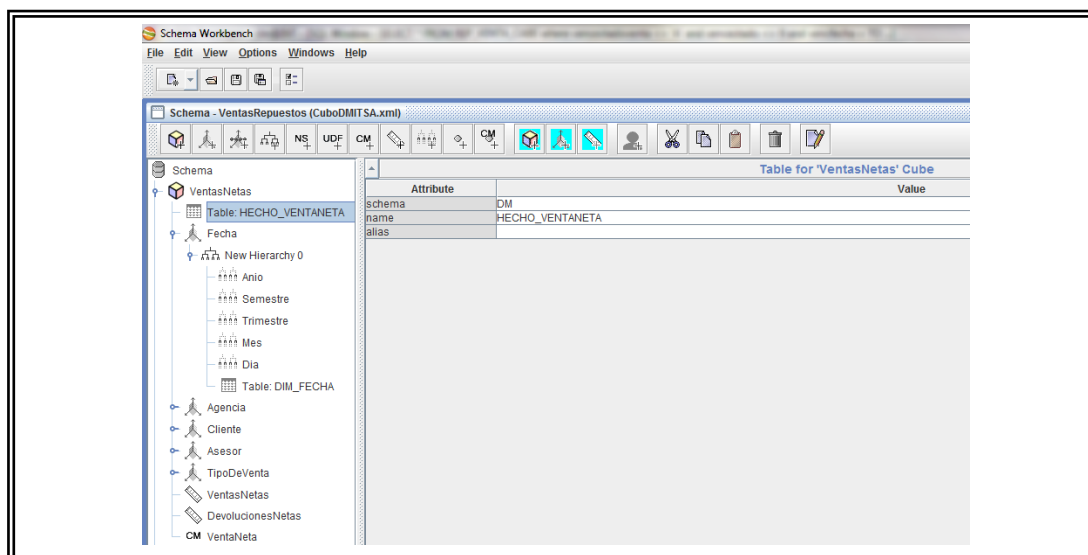 Schema Workbench
File Edit View Options Windows Help
Schema - VentasRepuestos (CuboDMITSA.xml)
NS UDF CM CM
Schema
Table for 'VentasNetas' Cube
VentasNetas
Attribute Value
Table: HECHO_VENTANETA
schema DM
name HECHO_VENTANETA
alias
Fecha
New Hierarchy 0
Anio
Semestre
Trimestre
Mes
Dia
Table: DIM_FECHA
Agencia
Cliente
Asesor
TipoDeVenta
VentasNetas
DevolucionesNetas
CM VentaNeta